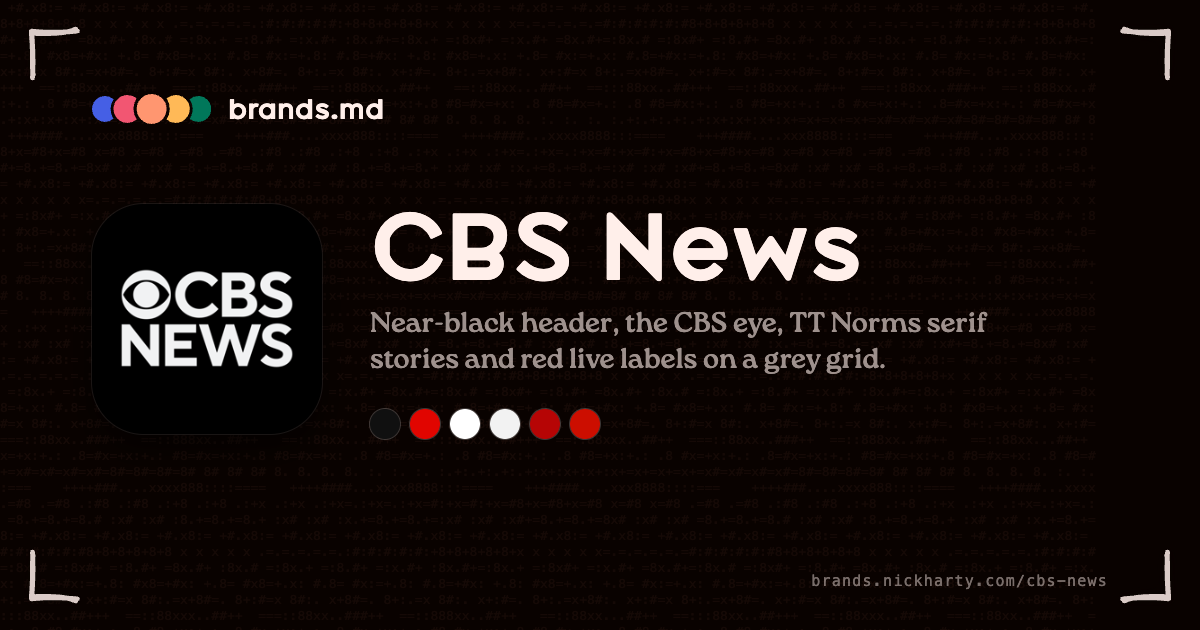 brands.md
CBS
NEWS
CBS News
Near-black header, the CBS eye, TT Norms serif
stories and red live labels on a grey grid.
brands.nickharty.com/cbs-news